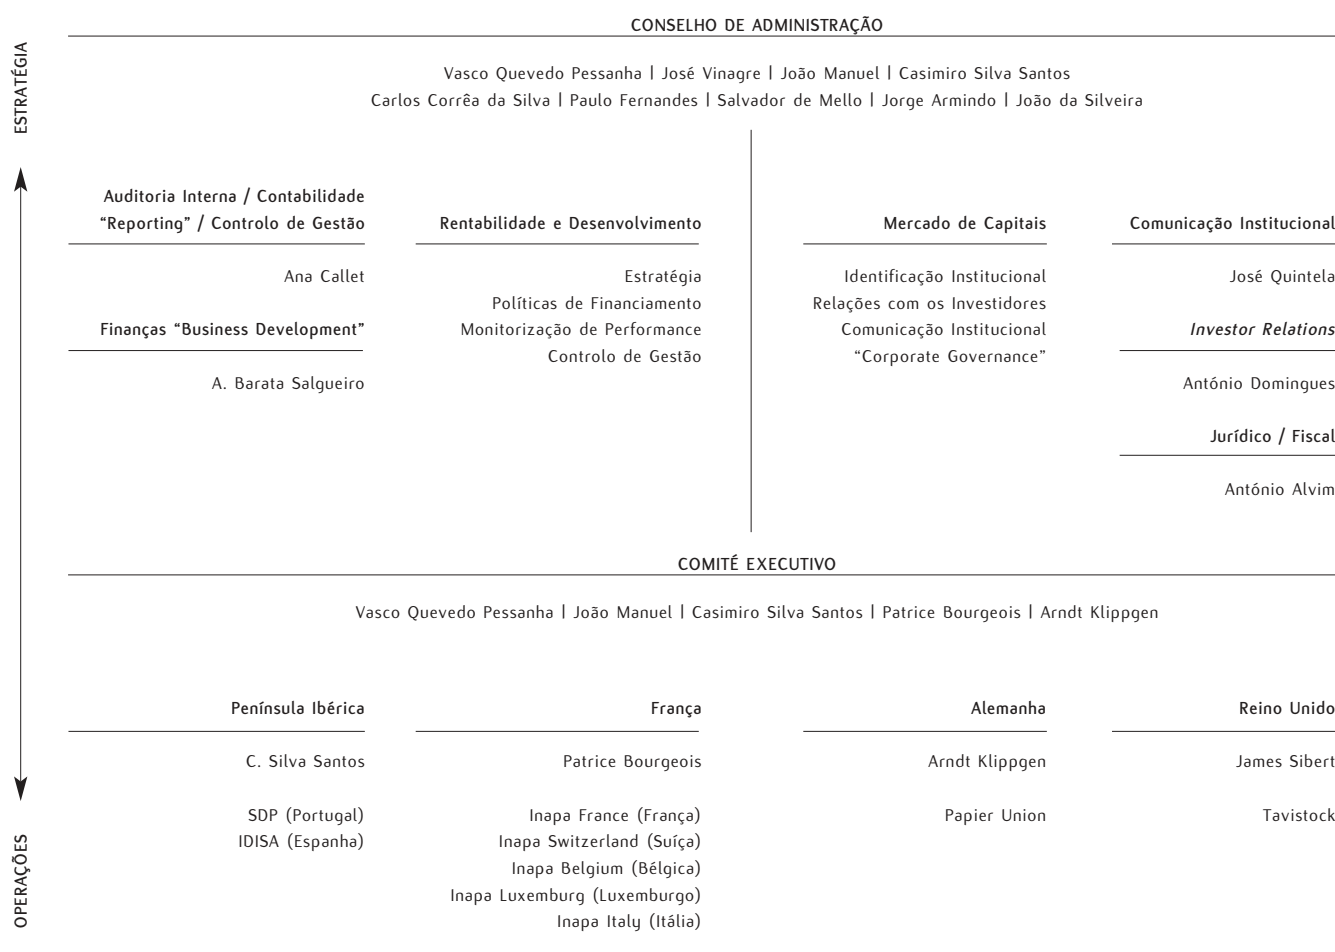 ESTRATÉGIA
CONSELHO DE ADMINISTRAÇÃO
Vasco Quevedo Pessanha | José Vinagre | João Manuel | Casimiro Silva Santos
Carlos Corrêa da Silva | Paulo Fernandes | Salvador de Mello | Jorge Armindo | João da Silveira
Auditoria Interna / Contabilidade
“Reporting” / Controlo de Gestão
Ana Callet
Finanças “Business Development”
A. Barata Salgueiro
Rentabilidade e Desenvolvimento
Estratégia
Políticas de Financiamento
Monitorização de Performance
Controlo de Gestão
Mercado de Capitais
Identificação Institucional
Relações com os Investidores
Comunicação Institucional
“Corporate Governance”
Comunicação Institucional
José Quintela
Investor Relations
António Domingues
Jurídico / Fiscal
António Alvim
COMITÉ EXECUTIVO
Vasco Quevedo Pessanha | João Manuel | Casimiro Silva Santos | Patrice Bourgeois | Arndt Klippgen
Península Ibérica
C. Silva Santos
SDP (Portugal)
IDISA (Espanha)
França
Patrice Bourgeois
Inapa France (França)
Inapa Switzerland (Suíça)
Inapa Belgium (Bélgica)
Inapa Luxemburg (Luxemburgo)
Inapa Italy (Itália)
Alemanha
Arndt Klippgen
Papier Union
Reino Unido
James Sibert
Tavistock
OPERAÇÕES